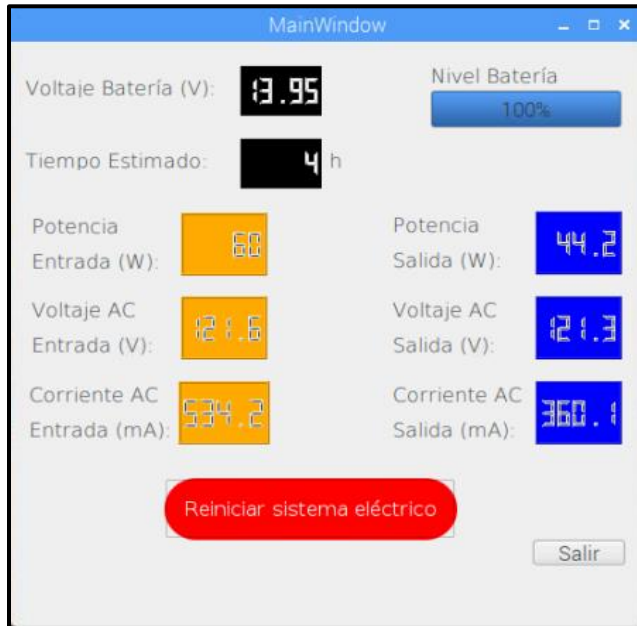 MainWindow
Voltaje Batería (V): 13.95
Nivel Batería
100%
Tiempo Estimado: 4 h
Potencia
Entrada (W): 60
Potencia
Salida (W): 44.2
Voltaje AC
Entrada (V): 121.6
Voltaje AC
Salida (V): 121.3
Corriente AC
Entrada (mA): 534.2
Corriente AC
Salida (mA): 360.1
Reiniciar sistema eléctrico
Salir